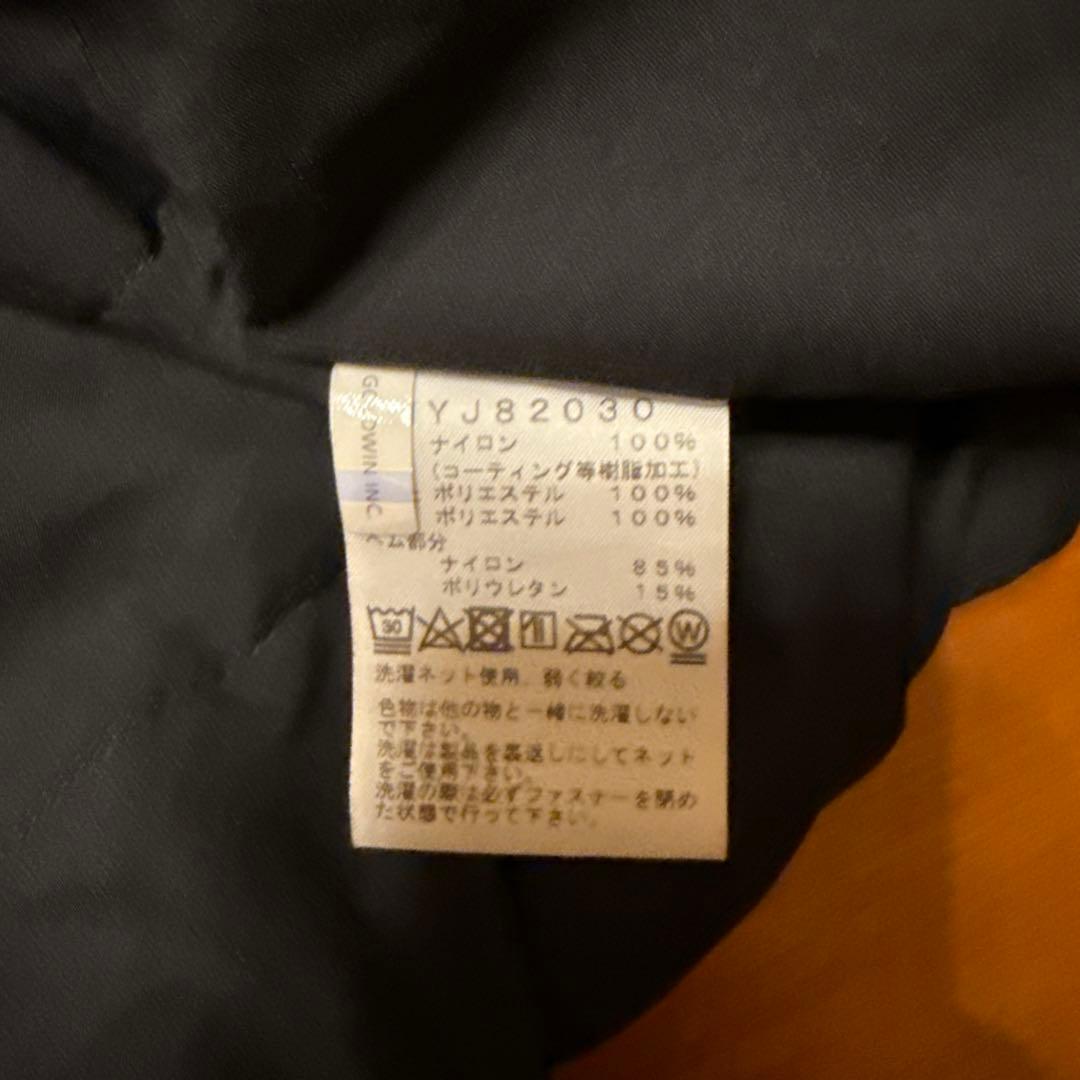 GOLDWIN INC.
YJ82030
ナイロン 100%
(コーティング等樹脂加工)
ポリエステル 100%
ポリエステル 100%
ヘム部分
ナイロン 85%
ポリウレタン 15%
30
W
洗濯ネット使用、弱く絞る
色物は他の物と一緒に洗濯しない
で下さい。
洗濯は製品を裏返しにしてネット
をご使用下さい。
洗濯の際は必ずファスナーを閉め
た状態で行って下さい。